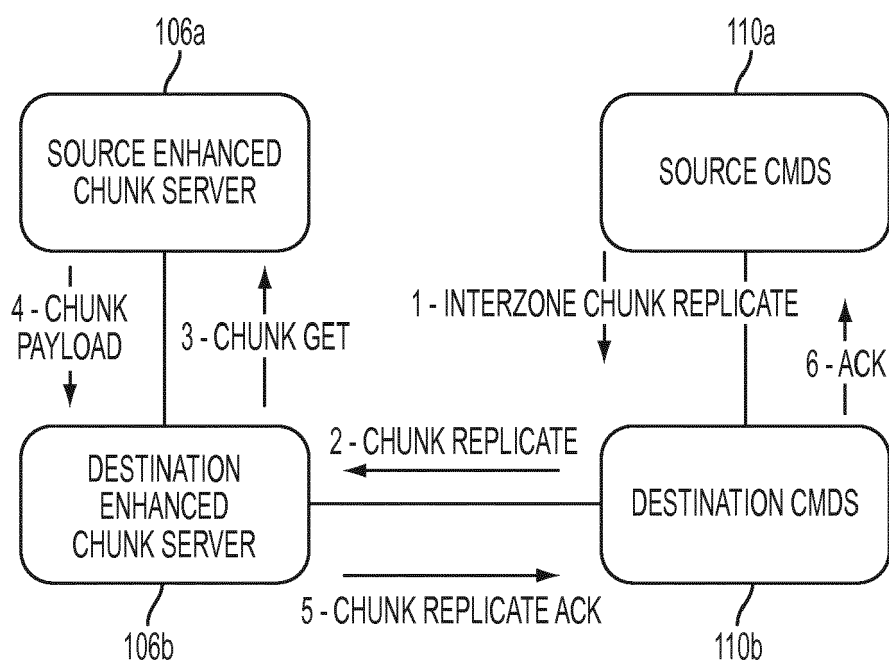 106a
110a
SOURCE ENHANCED
CHUNK SERVER
SOURCE CMDS
4 - CHUNK
PAYLOAD
3 - CHUNK GET
1 - INTERZONE CHUNK REPLICATE
6 - ACK
2 - CHUNK REPLICATE
DESTINATION
ENHANCED
CHUNK SERVER
DESTINATION CMDS
5 - CHUNK REPLICATE ACK
106b
110b